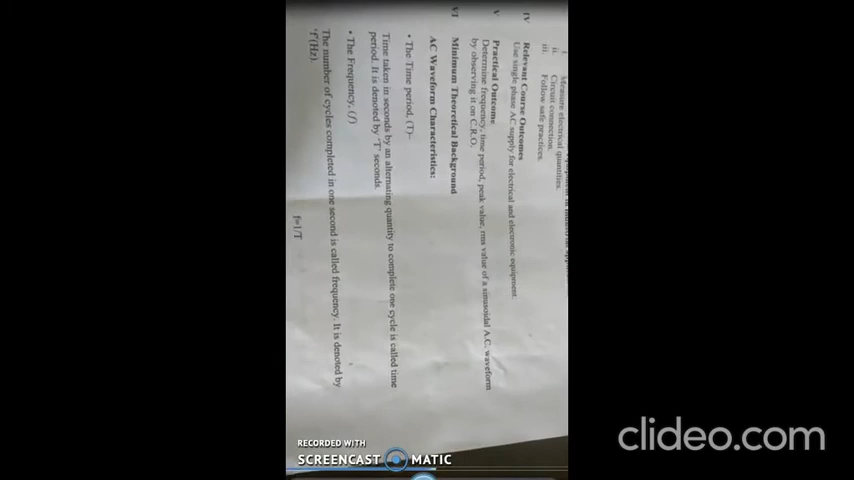 Measure electrical quantities.
ii. Circuit connection.
iii. Follow safe practices.
IV Relevant Course Outcomes
Use single phase AC supply for electrical and electronic equipment.
V Practical Outcome
Determine frequency, time period, peak value, rms value of a sinusoidal A.C. waveform
by observing it on C.R.O.
VI Minimum Theoretical Background
AC Waveform Characteristics:
• The Time period, (T)–
Time taken in seconds by an alternating quantity to complete one cycle is called time
period. It is denoted by 'T' seconds.
• The Frequency, (f)
The number of cycles completed in one second is called frequency. It is denoted by
'f'(Hz).
f=1/T
RECORDED WITH
SCREENCAST MATIC
clideo.com